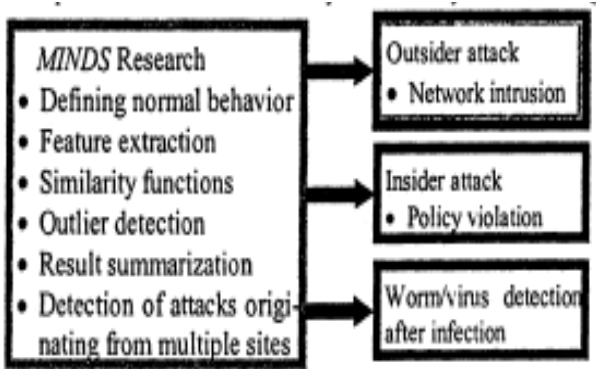 MINDS Research
• Defining normal behavior
• Feature extraction
• Similarity functions
• Outlier detection
• Result summarization
• Detection of attacks origi-
nating from multiple sites
Outsider attack
• Network intrusion
Insider attack
• Policy violation
Worm/virus detection
after infection